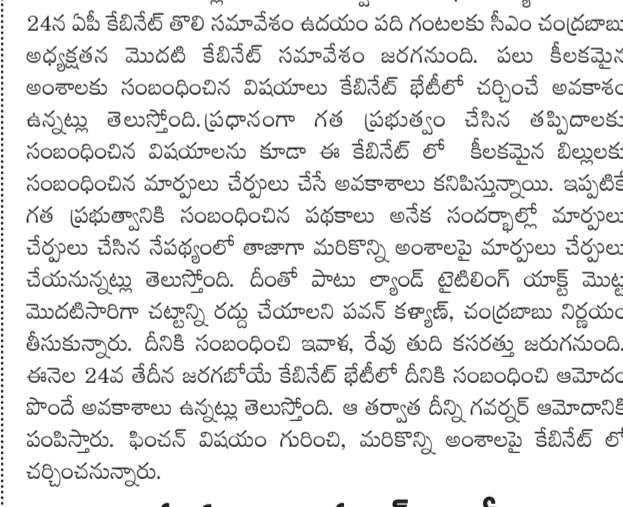 24న ఏపీ కేబినేట్ తొలి సమావేశం ఉదయం పది గంటలకు సీఎం చంద్రబాబు
అధ్యక్షతన మొదటి కేబినేట్ సమావేశం జరగనుంది. పలు కీలకమైన
అంశాలకు సంబంధించిన విషయాలు కేబినేట్ భేటీలో చర్చించే అవకాశం
ఉన్నట్లు తెలుస్తోంది.ప్రధానంగా గత ప్రభుత్వం చేసిన తప్పిదాలకు
సంబంధించిన విషయాలను కూడా ఈ కేబినేట్ లో కీలకమైన బిల్లులకు
సంబంధించిన మార్పులు చేర్పులు చేసే అవకాశాలు కనిపిస్తున్నాయి. ఇప్పటికే
గత ప్రభుత్వానికి సంబంధించిన పథకాలు అనేక సందర్భాల్లో మార్పులు
చేర్పులు చేసిన నేపథ్యంలో తాజాగా మరికొన్ని అంశాలపై మార్పులు చేర్పులు
చేయనున్నట్లు తెలుస్తోంది. దీంతో పాటు ల్యాండ్ టైటిలింగ్ యాక్ట్ మొట్ట
మొదటిసారిగా చట్టాన్ని రద్దు చేయాలని పవన్ కళ్యాణ్, చంద్రబాబు నిర్ణయం
తీసుకున్నారు. దీనికి సంబంధించి ఇవాళ, రేవు తుది కసరత్తు జరుగనుంది.
ఈనెల 24వ తేదీన జరగబోయే కేబినేట్ భేటీలో దీనికి సంబంధించి ఆమోదం
పొందే అవకాశాలు ఉన్నట్లు తెలుస్తోంది. ఆ తర్వాత దీన్ని గవర్నర్ ఆమోదానికి
పంపిస్తారు. ఫించన్ విషయం గురించి, మరికొన్ని అంశాలపై కేబినేట్ లో
చర్చించనున్నారు.